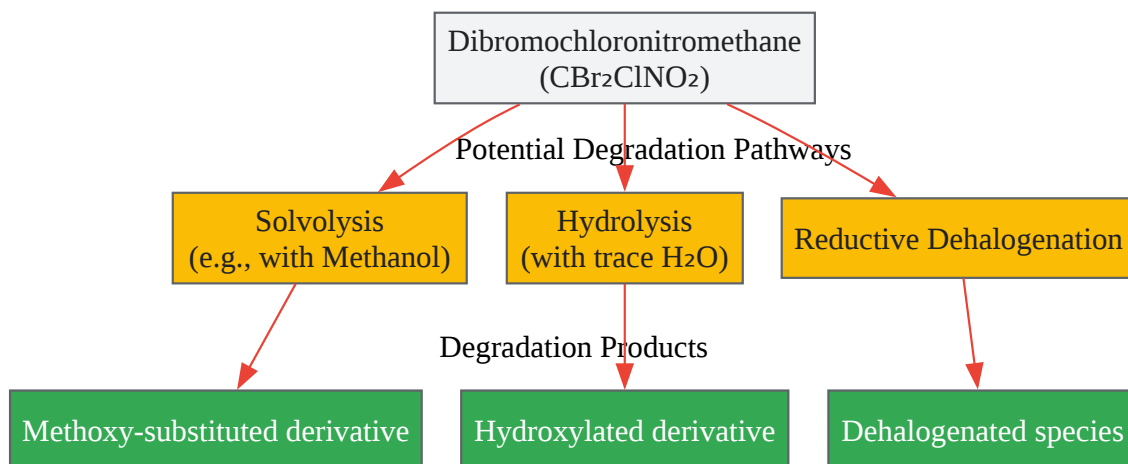 Dibromochloronitromethane
(CBr₂ClNO₂)
Potential Degradation Pathways
Solvolysis
(e.g., with Methanol)
Hydrolysis
(with trace H₂O)
Reductive Dehalogenation
Degradation Products
Methoxy-substituted derivative
Hydroxylated derivative
Dehalogenated species